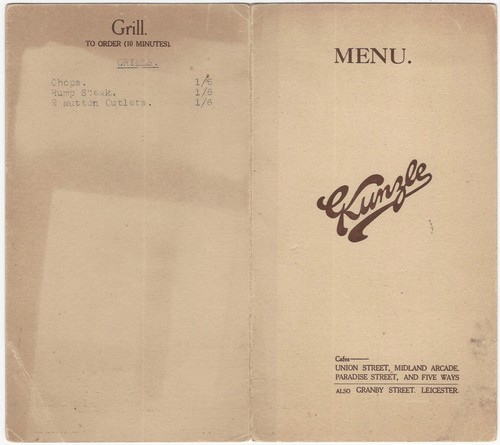 Grill.
TO ORDER (10 MINUTES).
GRILLS.
Chops. 1/6
Rump Steak. 1/6
2 Mutton Cutlets. 1/6
MENU.
Kunzle
Cafes—
UNION STREET, MIDLAND ARCADE,
PARADISE STREET, AND FIVE WAYS
ALSO GRANBY STREET. LEICESTER.